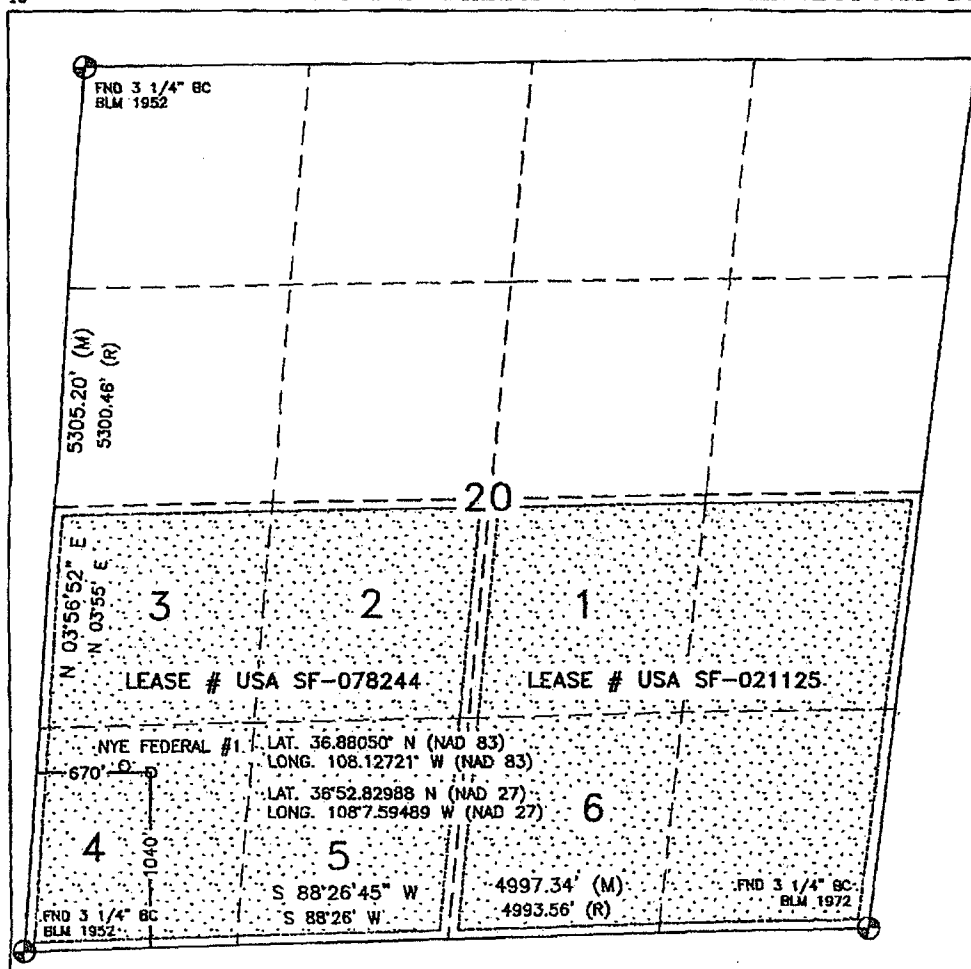 FND 3 1/4" BC
BLM 1952
5305.20' (M)
5300.46' (R)
20
N 03°56'52" E
N 03°55' E
3
2
1
LEASE # USA SF-078244
LEASE # USA SF-021125
NYE FEDERAL #1
LAT. 36.88050° N (NAD 83)
LONG. 108.12721° W (NAD 83)
670'
LAT. 36°52.82988 N (NAD 27)
LONG. 108°7.59489 W (NAD 27)
6
4
1040'
5
S 88°26'45" W
S 88°26' W
4997.34' (M)
4993.56' (R)
FND 3 1/4" BC
BLM 1972
FND 3 1/4" BC
BLM 1952